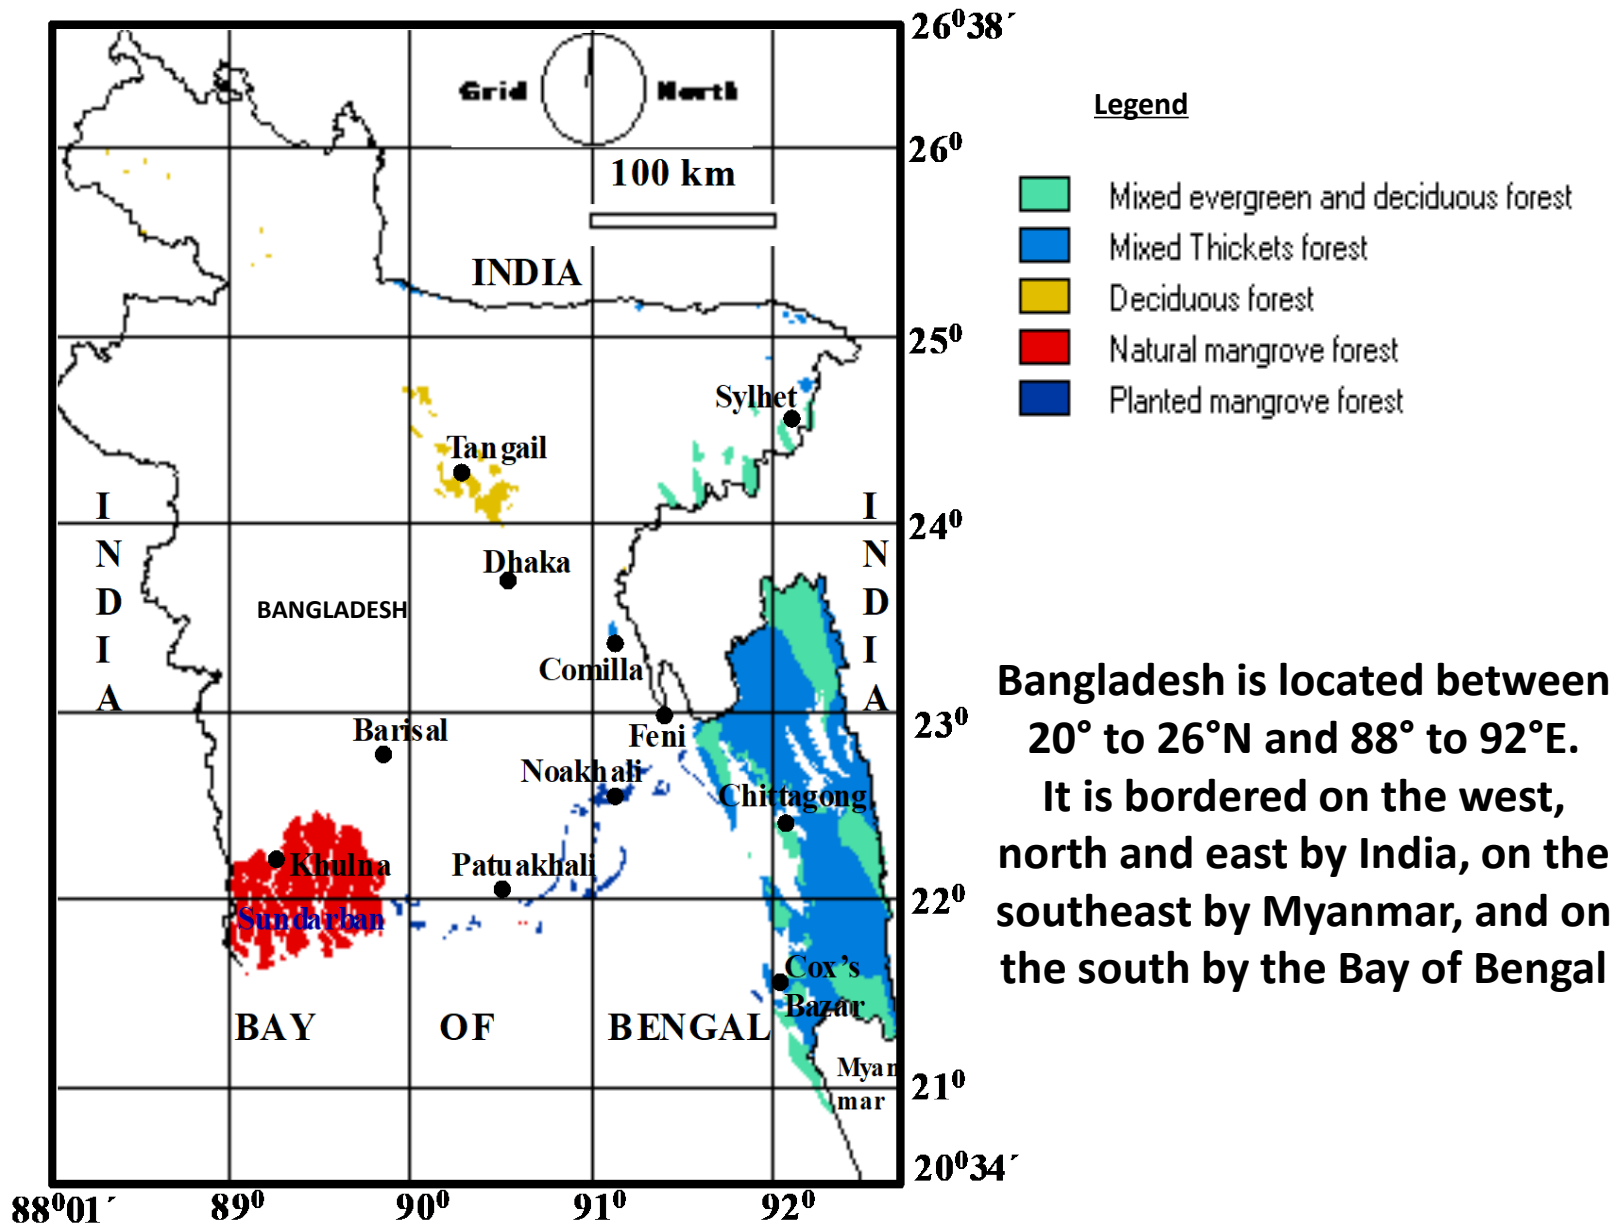 26⁰38´
Grid North
Legend
26⁰
100 km
Mixed evergreen and deciduous forest
Mixed Thickets forest
INDIA
Deciduous forest
25⁰
Natural mangrove forest
Sylhet
Planted mangrove forest
Tangail
INDIA
INDIA
24⁰
Dhaka
BANGLADESH
Comilla
Bangladesh is located between
20° to 26°N and 88° to 92°E.
It is bordered on the west,
north and east by India, on the
southeast by Myanmar, and on
the south by the Bay of Bengal
23⁰
Barisal
Feni
Noakhali
Chittagong
Khulna
Patuakhali
22⁰
Sundarban
Cox’s
Bazar
BAY OF BENGAL
Myan
mar
21⁰
20⁰34´
88⁰01´ 89⁰ 90⁰ 91⁰ 92⁰